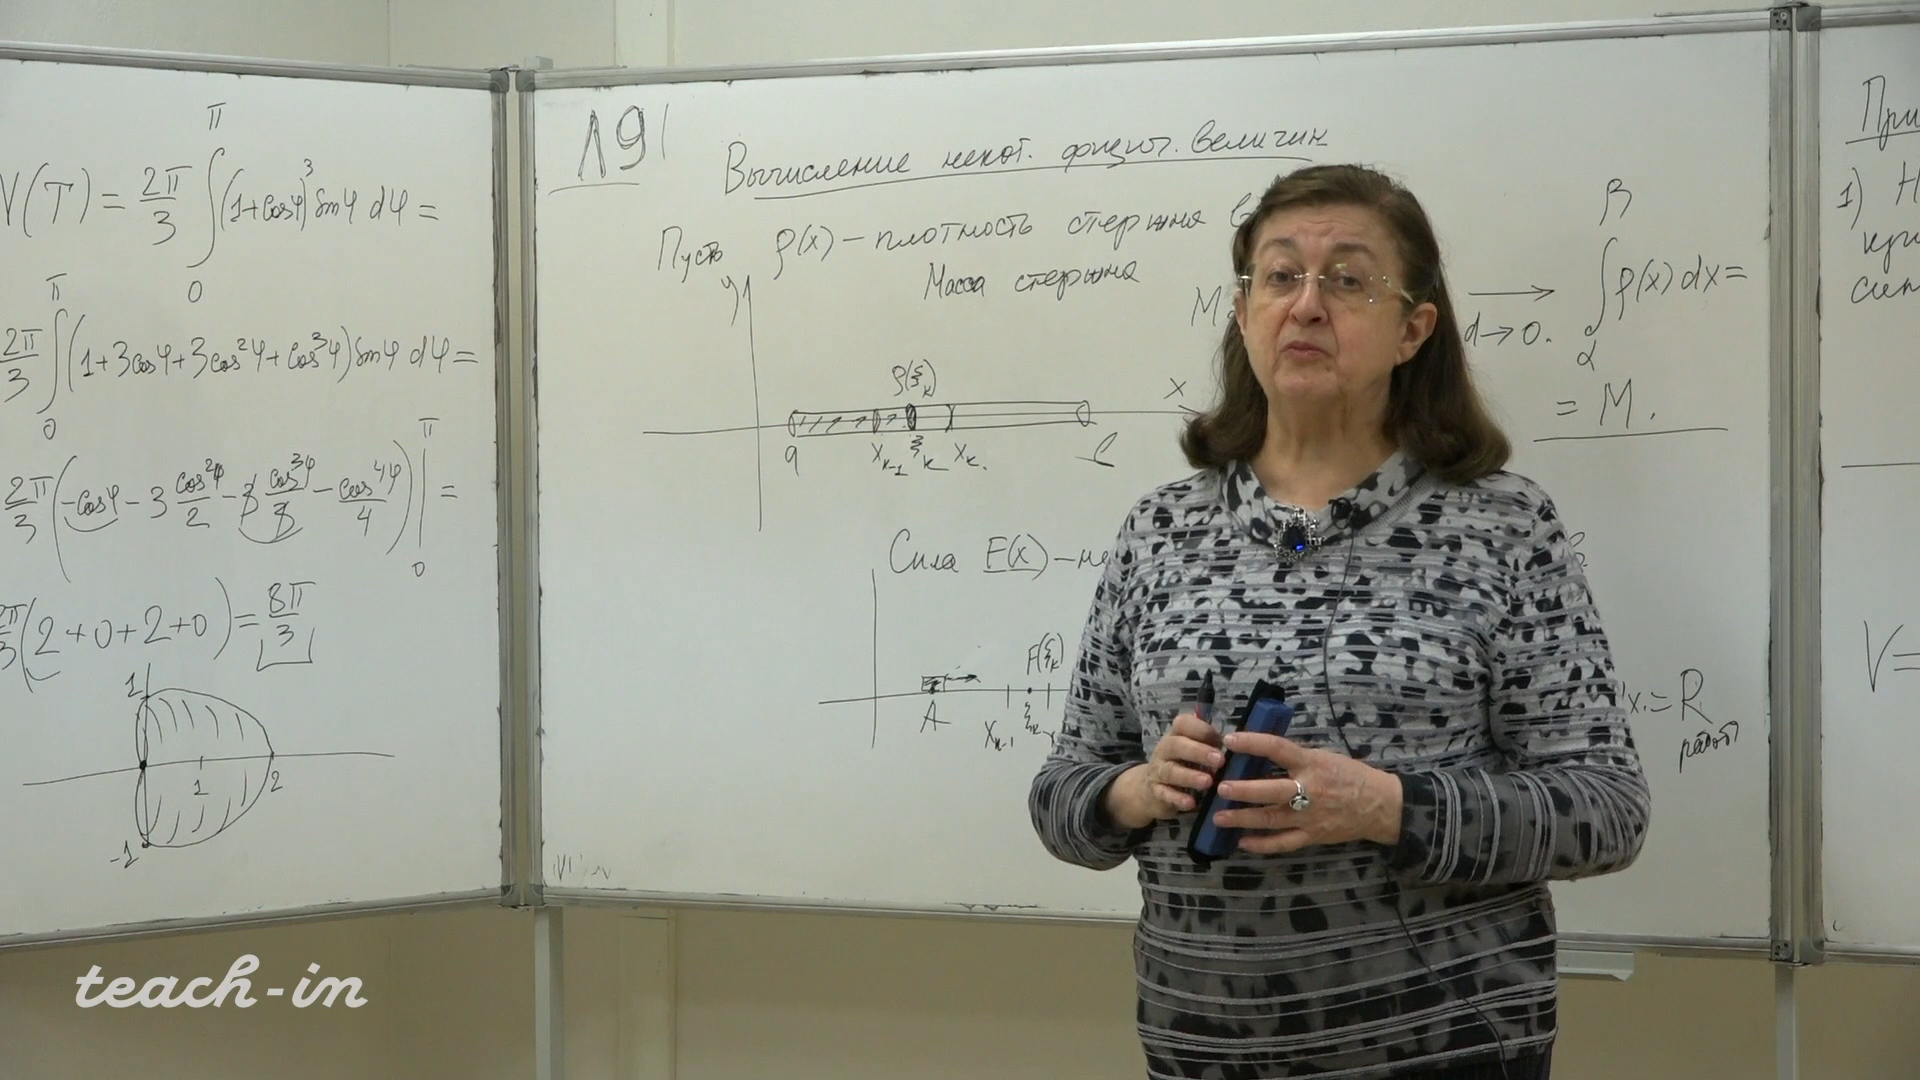 π
V(T) = 2π/3 ∫ (1+cosφ)³ sinφ dφ =
0
π
2π/3 ∫ (1+3cosφ+3cos²φ+cos³φ) sinφ dφ =
0
π
2π/3 (-cosφ - 3 cos²φ/2 - 3 cos³φ/3 - cos⁴φ/4) | =
0
2π/3 (2+0+2+0) = 8π/3
1
1 2
-1
Л9
Вычисление некот. физич. величин
Пусть ρ(x) – плотность стержня в
Масса стержня
y
M
d→0.
β
∫ ρ(x) dx =
α
= M.
ρ(ξₖ)
x
a xₖ₋₁ ξₖ xₖ.
Сила F(x) – не
F(ξₖ)
A xₖ₋₁ ξₖ
x = R
работ
При
1) Н
кри
V =
teach-in